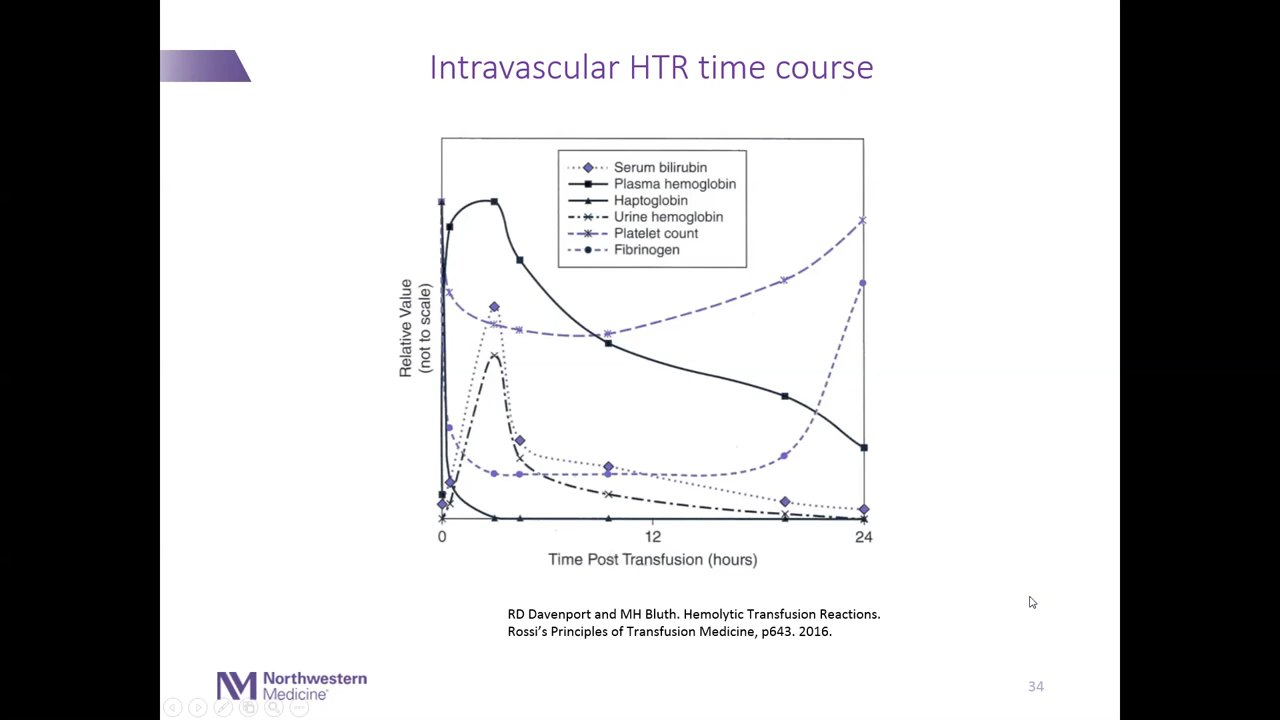 Intravascular HTR time course
Serum bilirubin
Plasma hemoglobin
Haptoglobin
Urine hemoglobin
Platelet count
Fibrinogen
Relative Value
(not to scale)
0
12
24
Time Post Transfusion (hours)
RD Davenport and MH Bluth. Hemolytic Transfusion Reactions.
Rossi’s Principles of Transfusion Medicine, p643. 2016.
NM Northwestern
Medicine®
34